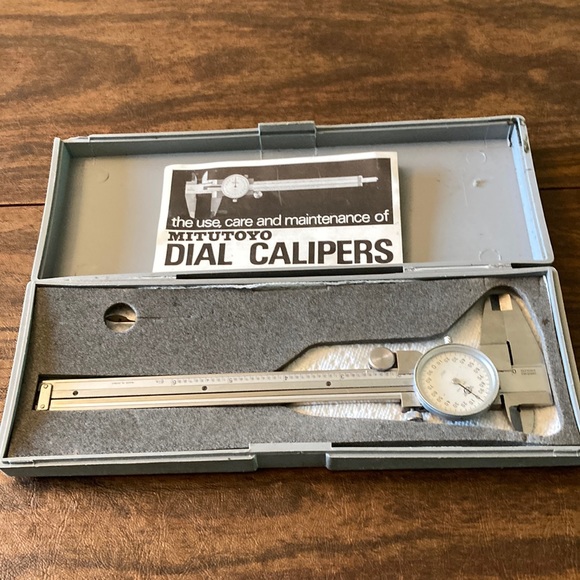 the use, care and maintenance of
MITUTOYO
DIAL CALIPERS